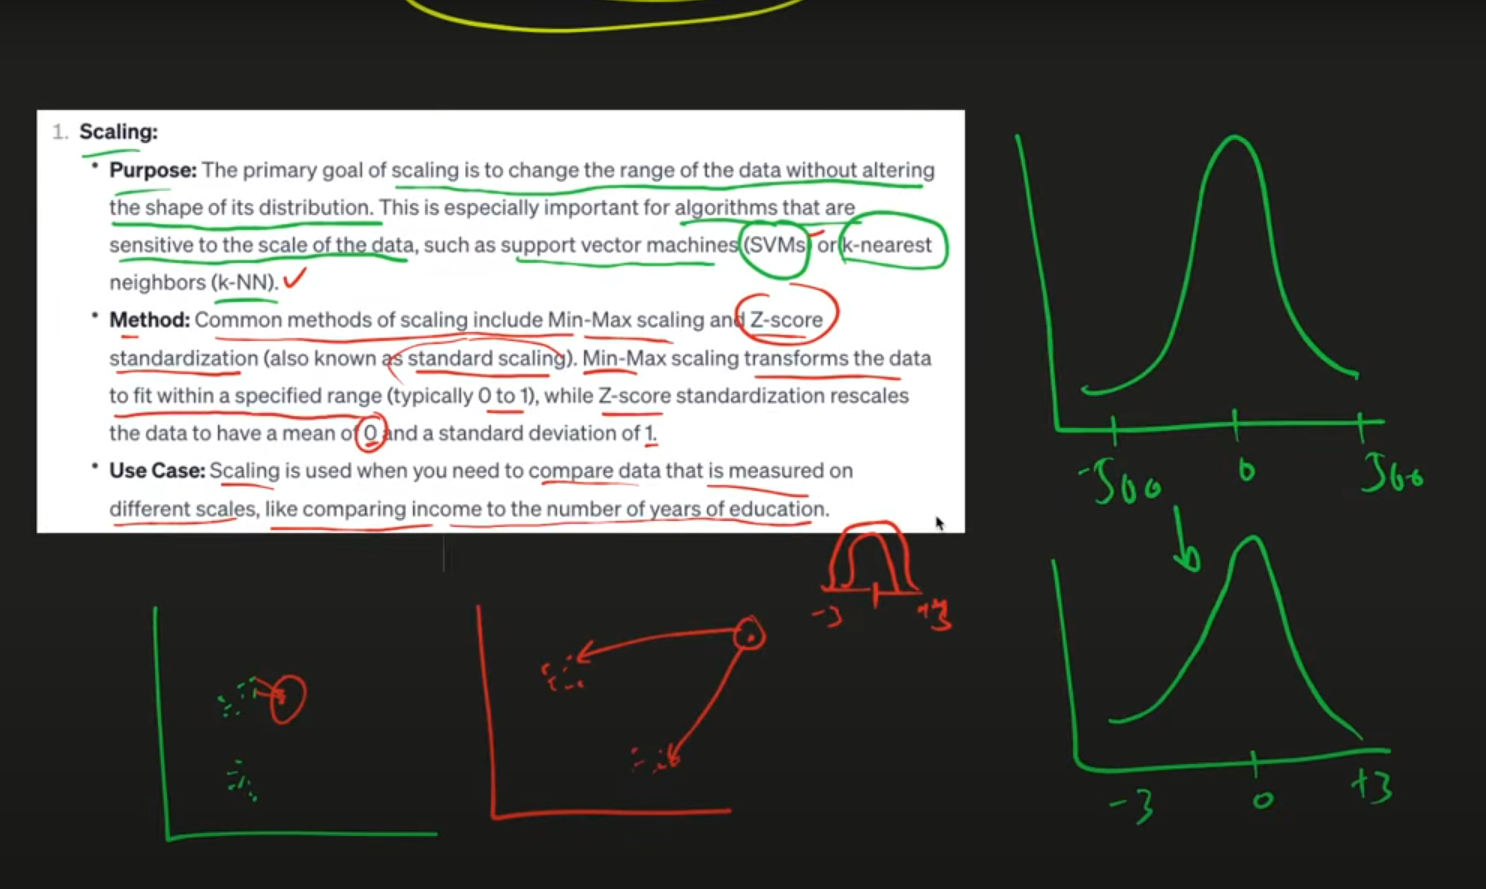 1. Scaling:
• Purpose: The primary goal of scaling is to change the range of the data without altering
the shape of its distribution. This is especially important for algorithms that are
sensitive to the scale of the data, such as support vector machines (SVMs) or k-nearest
neighbors (k-NN).
• Method: Common methods of scaling include Min-Max scaling and Z-score
standardization (also known as standard scaling). Min-Max scaling transforms the data
to fit within a specified range (typically 0 to 1), while Z-score standardization rescales
the data to have a mean of 0 and a standard deviation of 1.
• Use Case: Scaling is used when you need to compare data that is measured on
different scales, like comparing income to the number of years of education.
-500 0 500
-3 +3
-3 0 +3